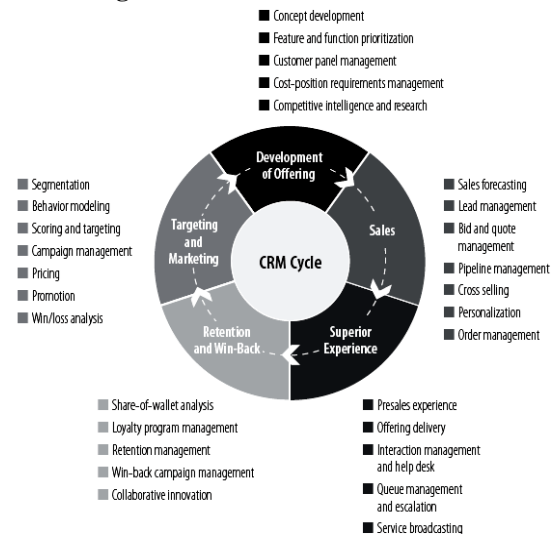 Concept development
Feature and function prioritization
Customer panel management
Cost-position requirements management
Competitive intelligence and research
Development
of Offering
Segmentation
Behavior modeling
Scoring and targeting
Campaign management
Pricing
Promotion
Win/loss analysis
Targeting
and
Marketing
CRM Cycle
Sales
Sales forecasting
Lead management
Bid and quote
management
Pipeline management
Cross selling
Personalization
Order management
Retention
and Win-Back
Superior
Experience
Share-of-wallet analysis
Loyalty program management
Retention management
Win-back campaign management
Collaborative innovation
Presales experience
Offering delivery
Interaction management
and help desk
Queue management
and escalation
Service broadcasting